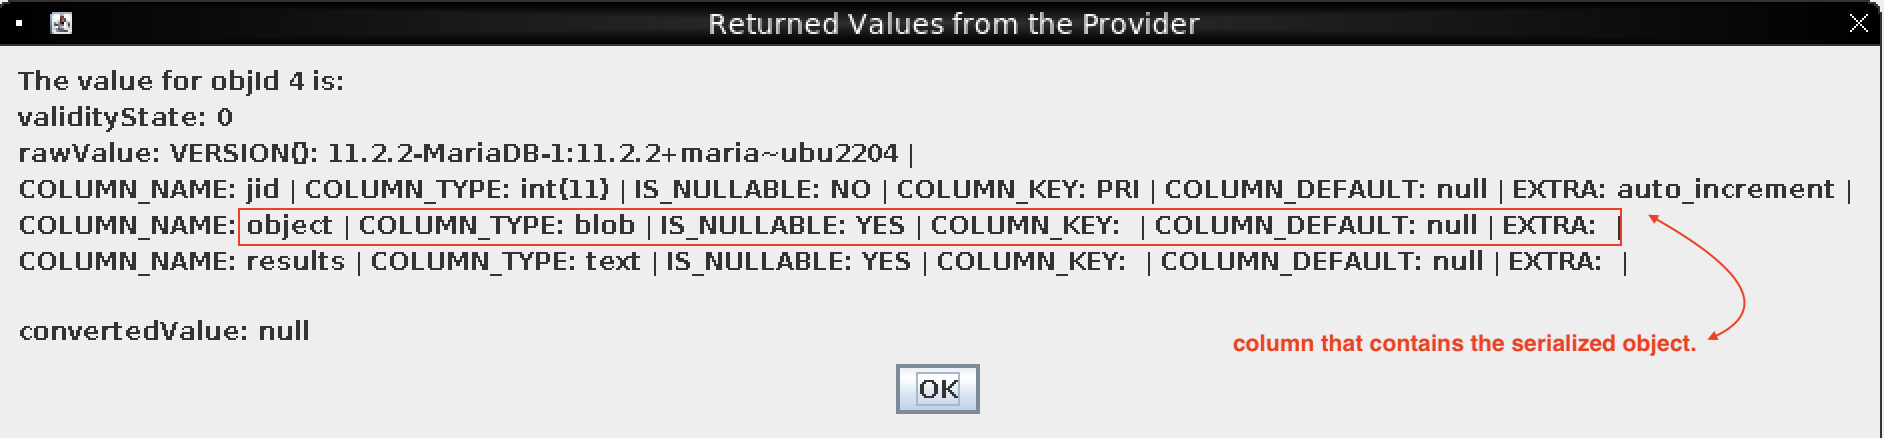 Returned Values from the Provider
The value for objId 4 is:
validityState: 0
rawValue: VERSION(): 11.2.2-MariaDB-1:11.2.2+maria~ubu2204 |
COLUMN_NAME: jid | COLUMN_TYPE: int(11) | IS_NULLABLE: NO | COLUMN_KEY: PRI | COLUMN_DEFAULT: null | EXTRA: auto_increment |
COLUMN_NAME: object | COLUMN_TYPE: blob | IS_NULLABLE: YES | COLUMN_KEY:  | COLUMN_DEFAULT: null | EXTRA:  |
COLUMN_NAME: results | COLUMN_TYPE: text | IS_NULLABLE: YES | COLUMN_KEY:  | COLUMN_DEFAULT: null | EXTRA:  |
convertedValue: null
column that contains the serialized object.
OK